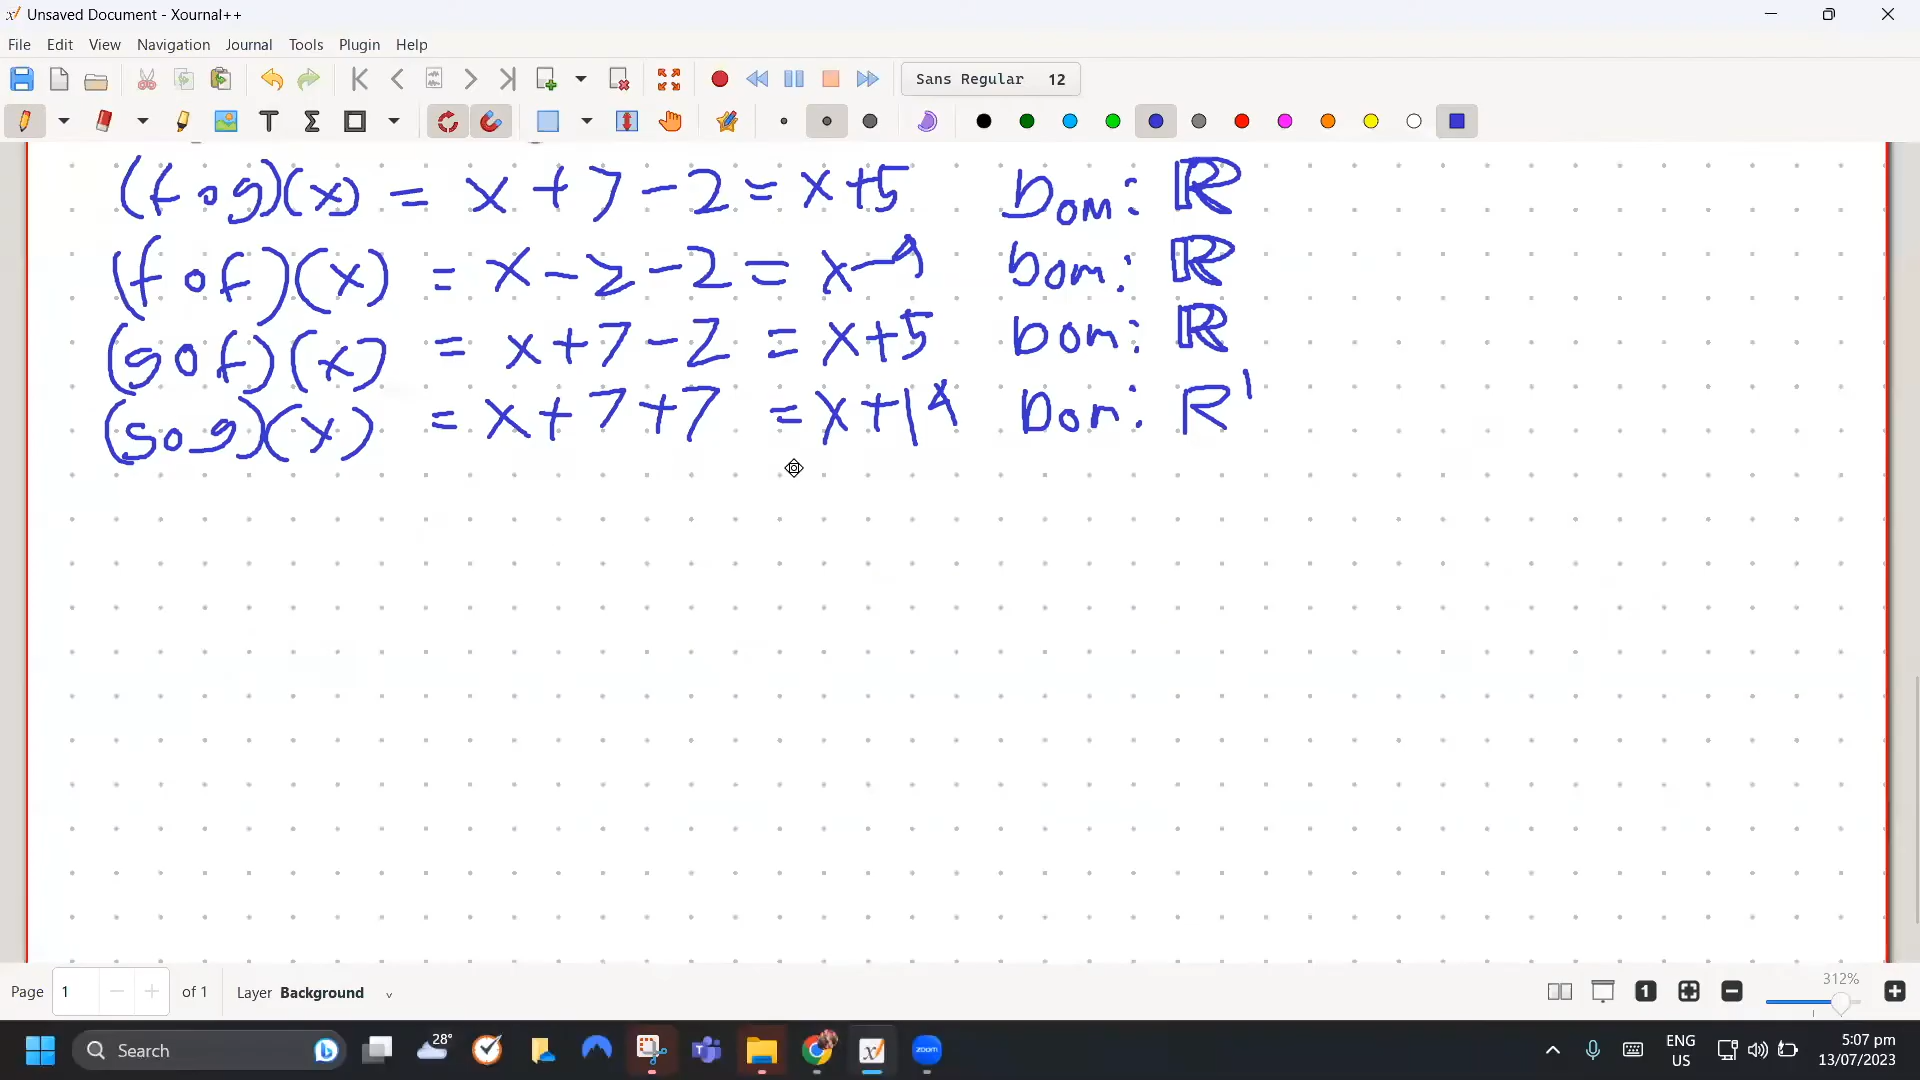 Unsaved Document - Xournal++
File Edit View Navigation Journal Tools Plugin Help
Sans Regular 12
(f o g)(x) = x + 7 - 2 = x + 5 Dom: ℝ
(f o f)(x) = x - 2 - 2 = x - 4 Dom: ℝ
(g o f)(x) = x + 7 - 2 = x + 5 Dom: ℝ
(g o g)(x) = x + 7 + 7 = x + 14 Dom: R
312%
Page 1 of 1 Layer Background
Search 28° zoom ENG US 5:07 pm 13/07/2023